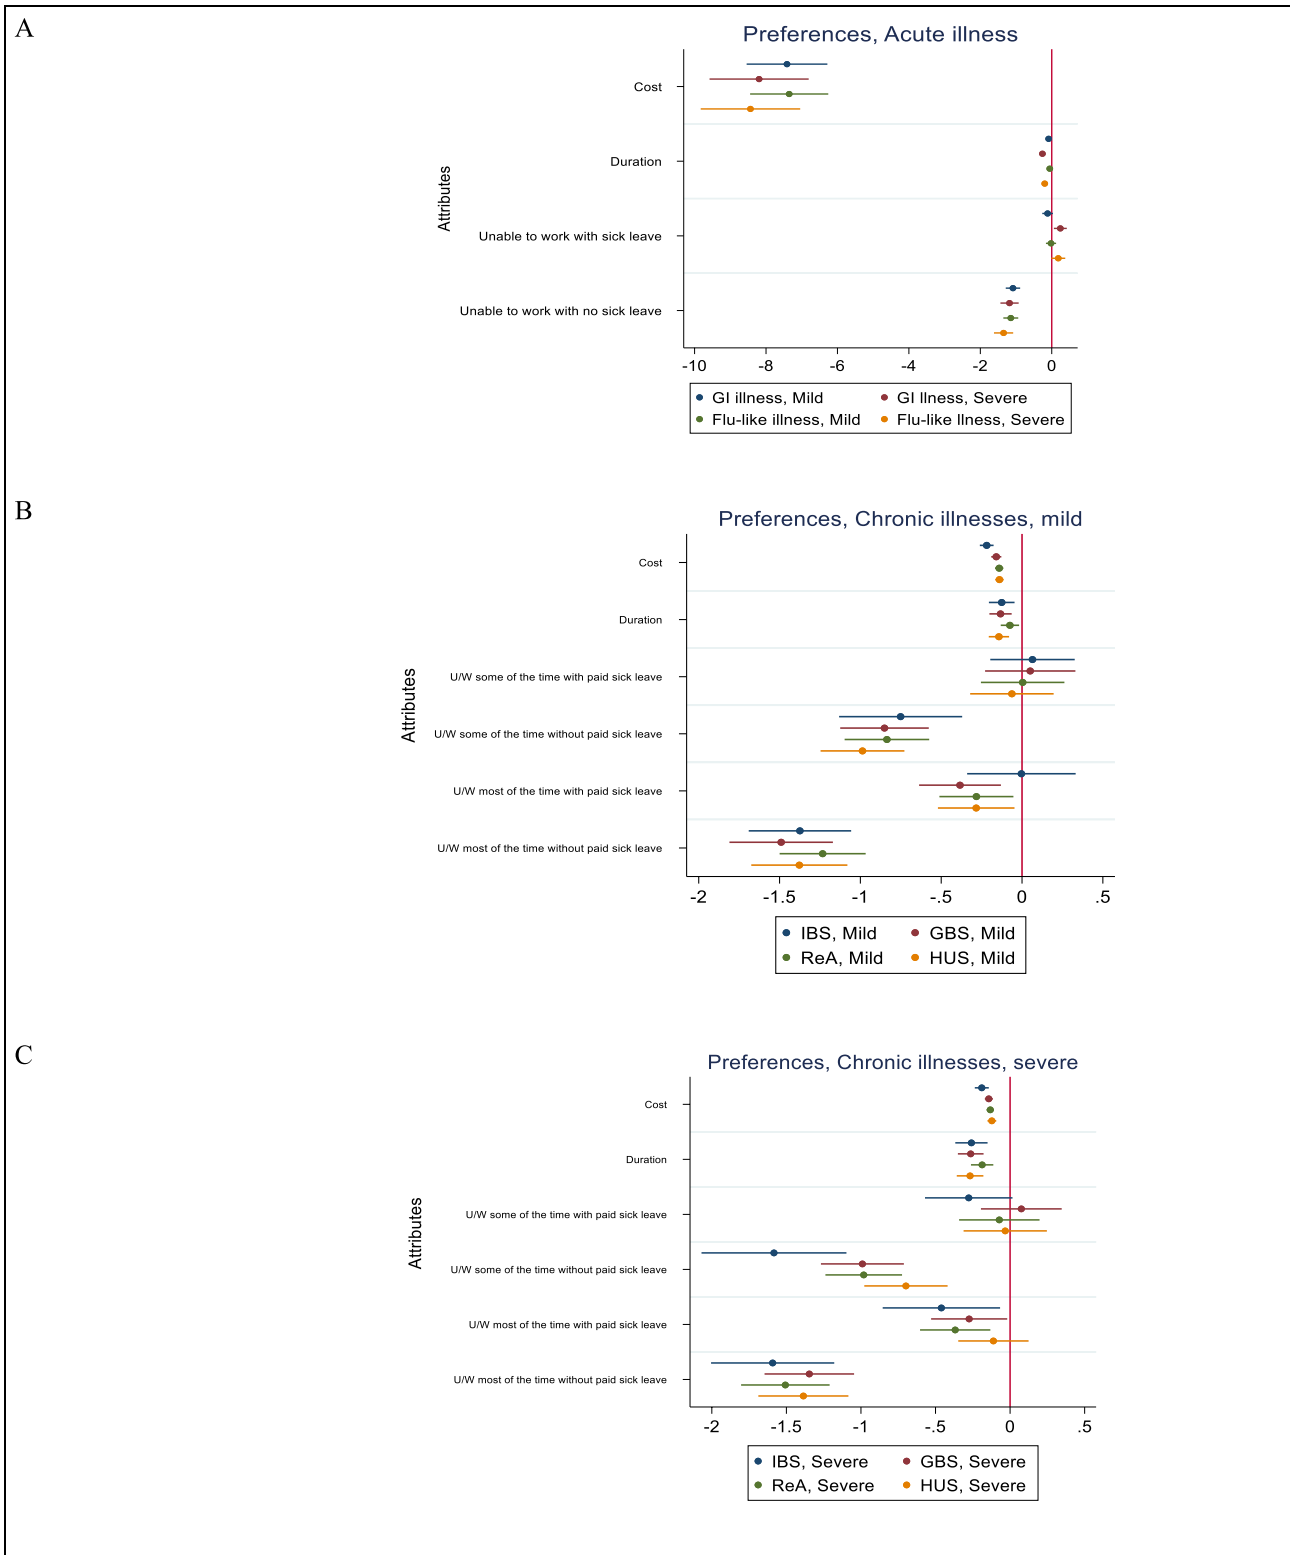 A
Preferences, Acute illness
Attributes
Cost
Duration
Unable to work with sick leave
Unable to work with no sick leave
-10 -8 -6 -4 -2 0
GI illness, Mild GI llness, Severe
Flu-like illness, Mild Flu-like llness, Severe
B
Preferences, Chronic illnesses, mild
Attributes
Cost
Duration
U/W some of the time with paid sick leave
U/W some of the time without paid sick leave
U/W most of the time with paid sick leave
U/W most of the time without paid sick leave
-2 -1.5 -1 -.5 0 .5
IBS, Mild GBS, Mild
ReA, Mild HUS, Mild
C
Preferences, Chronic illnesses, severe
Attributes
Cost
Duration
U/W some of the time with paid sick leave
U/W some of the time without paid sick leave
U/W most of the time with paid sick leave
U/W most of the time without paid sick leave
-2 -1.5 -1 -.5 0 .5
IBS, Severe GBS, Severe
ReA, Severe HUS, Severe